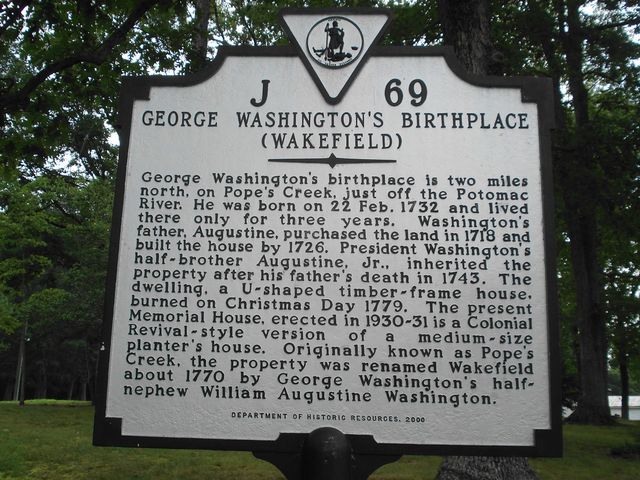 J 69
GEORGE WASHINGTON'S BIRTHPLACE
(WAKEFIELD)
George Washington's birthplace is two miles
north, on Pope's Creek, just off the Potomac
River. He was born on 22 Feb. 1732 and lived
there only for three years. Washington's
father, Augustine, purchased the land in 1718 and
built the house by 1726. President Washington's
half-brother Augustine, Jr., inherited the
property after his father's death in 1743. The
dwelling, a U-shaped timber-frame house,
burned on Christmas Day 1779. The present
Memorial House, erected in 1930-31 is a Colonial
Revival-style version of a medium-size
planter's house. Originally known as Pope's
Creek, the property was renamed Wakefield
about 1770 by George Washington's half-
nephew William Augustine Washington.
DEPARTMENT OF HISTORIC RESOURCES, 2000